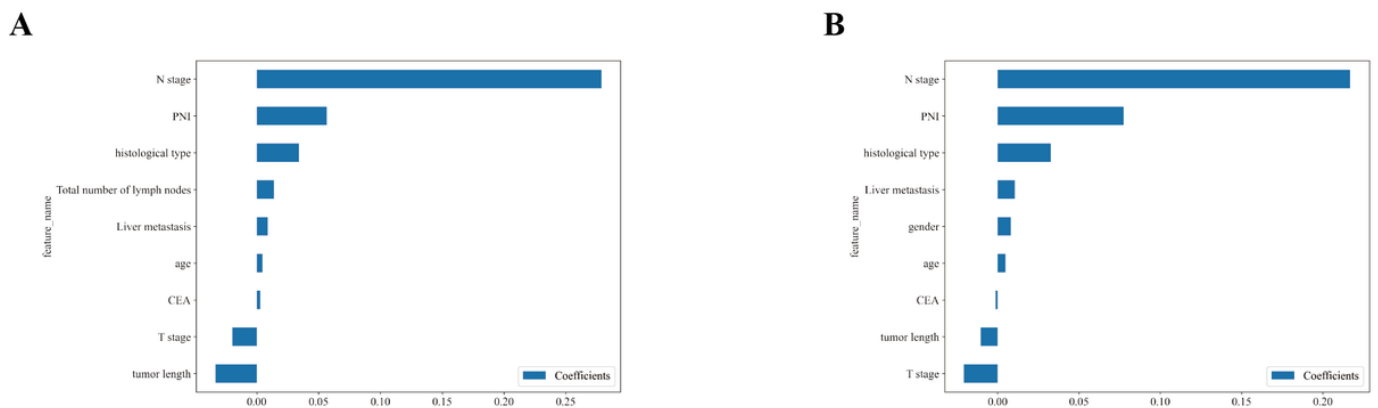 A
N stage
PNI
histological type
Total number of lymph nodes
Liver metastasis
age
CEA
T stage
tumor length
feature_name
Coefficients
0.00 0.05 0.10 0.15 0.20 0.25
B
N stage
PNI
histological type
Liver metastasis
gender
age
CEA
tumor length
T stage
feature_name
Coefficients
0.00 0.05 0.10 0.15 0.20